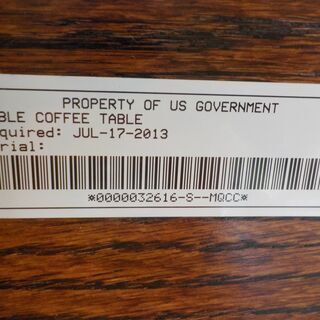 PROPERTY OF US GOVERNMENT
BLE COFFEE TABLE
quired: JUL-17-2013
rial:
*0000032616-S--MQCC*